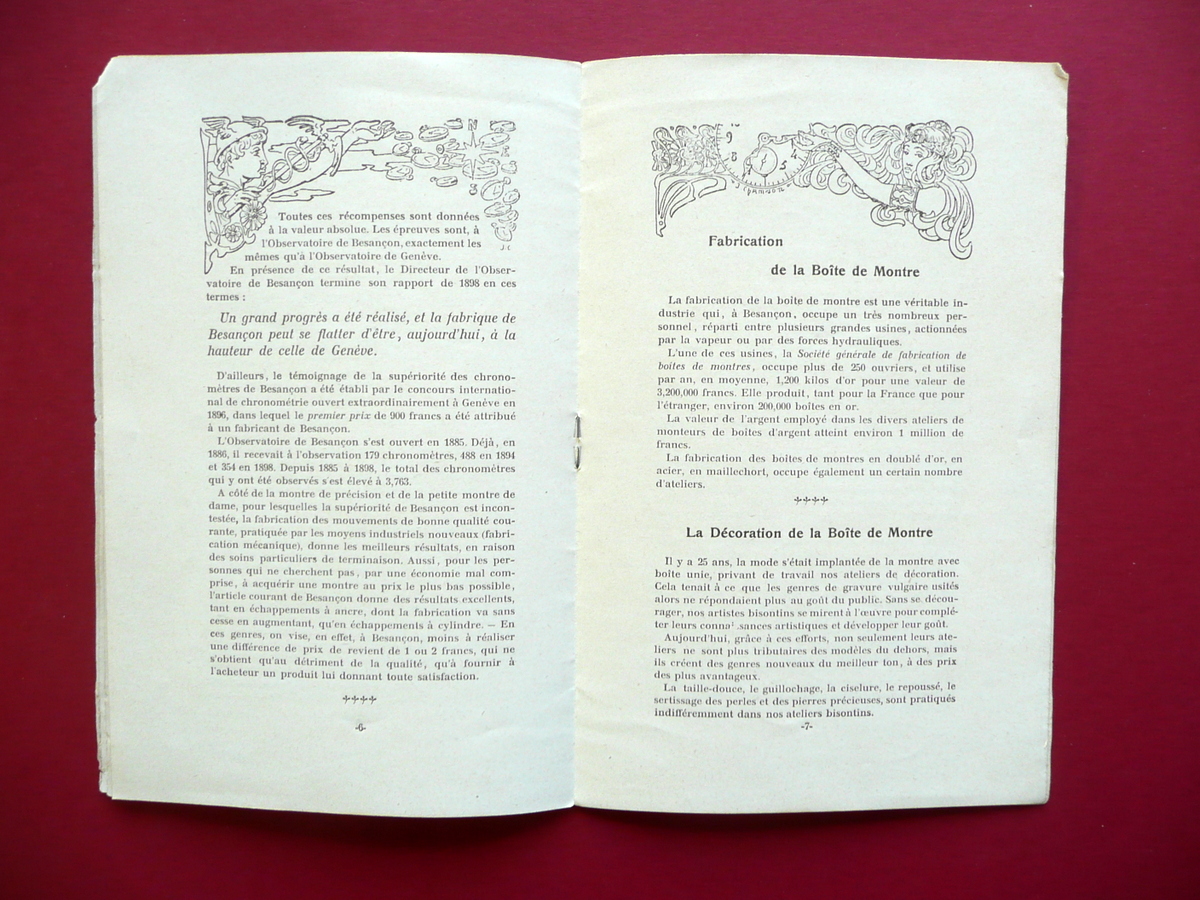 N
S
J.C
Toutes ces récompenses sont données
à la valeur absolue. Les épreuves sont, à
l'Observatoire de Besançon, exactement les
mêmes qu'à l'Observatoire de Genève.
En présence de ce résultat, le Directeur de l'Obser-
vatoire de Besançon termine son rapport de 1898 en ces
termes :
Un grand progrès a été réalisé, et la fabrique de
Besançon peut se flatter d'être, aujourd'hui, à la
hauteur de celle de Genève.
D'ailleurs, le témoignage de la supériorité des chrono-
mètres de Besançon a été établi par le concours internatio-
nal de chronométrie ouvert extraordinairement à Genève en
1896, dans lequel le premier prix de 900 francs a été attribué
à un fabricant de Besançon.
L'Observatoire de Besançon s'est ouvert en 1885. Déjà, en
1886, il recevait à l'observation 179 chronomètres, 488 en 1894
et 354 en 1898. Depuis 1885 à 1898, le total des chronomètres
qui y ont été observés s'est élevé à 3,763.
A côté de la montre de précision et de la petite montre de
dame, pour lesquelles la supériorité de Besançon est incon-
testée, la fabrication des mouvements de bonne qualité cou-
rante, pratiquée par les moyens industriels nouveaux (fabri-
cation mécanique), donne les meilleurs résultats, en raison
des soins particuliers de terminaison. Aussi, pour les per-
sonnes qui ne cherchent pas, par une économie mal com-
prise, à acquérir une montre au prix le plus bas possible,
l'article courant de Besançon donne des résultats excellents,
tant en échappements à ancre, dont la fabrication va sans
cesse en augmentant, qu'en échappements à cylindre. — En
ces genres, on vise, en effet, à Besançon, moins à réaliser
une différence de prix de revient de 1 ou 2 francs, qui ne
s'obtient qu'au détriment de la qualité, qu'à fournir à
l'acheteur un produit lui donnant toute satisfaction.
-6-
9
8
5
4
Fabrication
de la Boîte de Montre
La fabrication de la boîte de montre est une véritable in-
dustrie qui, à Besançon, occupe un très nombreux per-
sonnel, réparti entre plusieurs grandes usines, actionnées
par la vapeur ou par des forces hydrauliques.
L'une de ces usines, la Société générale de fabrication de
boîtes de montres, occupe plus de 250 ouvriers, et utilise
par an, en moyenne, 1,200 kilos d'or pour une valeur de
3,200,000 francs. Elle produit, tant pour la France que pour
l'étranger, environ 200,000 boîtes en or.
La valeur de l'argent employé dans les divers ateliers de
monteurs de boîtes d'argent atteint environ 1 million de
francs.
La fabrication des boîtes de montres en doublé d'or, en
acier, en maillechort, occupe également un certain nombre
d'ateliers.
La Décoration de la Boîte de Montre
Il y a 25 ans, la mode s'était implantée de la montre avec
boîte unie, privant de travail nos ateliers de décoration.
Cela tenait à ce que les genres de gravure vulgaire usités
alors ne répondaient plus au goût du public. Sans se décou-
rager, nos artistes bisontins se mirent à l'œuvre pour complé-
ter leurs artistiques et développer leur goût.
Aujourd'hui, grâce à ces efforts, non seulement leurs ate-
liers ne sont plus tributaires des modèles du dehors, mais
ils créent des genres nouveaux du meilleur ton, à des prix
des plus avantageux.
La taille-douce, le guillochage, la ciselure, le repoussé, le
sertissage des perles et des pierres précieuses, sont pratiqués
indifféremment dans nos ateliers bisontins.
-7-